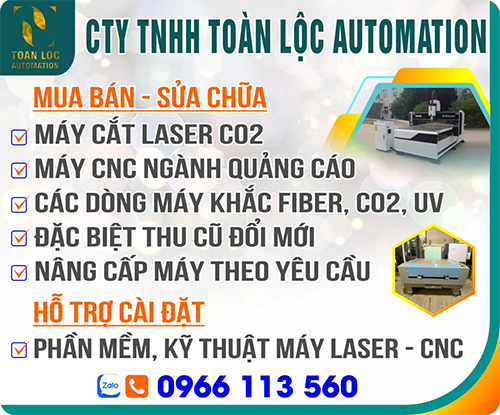 TOÀN LỘC
AUTOMATION
CTY TNHH TOÀN LỘC AUTOMATION
MUA BÁN - SỬA CHỮA
MÁY CẮT LASER CO2
MÁY CNC NGÀNH QUẢNG CÁO
CÁC DÒNG MÁY KHẮC FIBER, CO2, UV
ĐẶC BIỆT THU CŨ ĐỔI MỚI
NÂNG CẤP MÁY THEO YÊU CẦU
HỖ TRỢ CÀI ĐẶT
PHẦN MỀM, KỸ THUẬT MÁY LASER - CNC
Zalo 0966 113 560